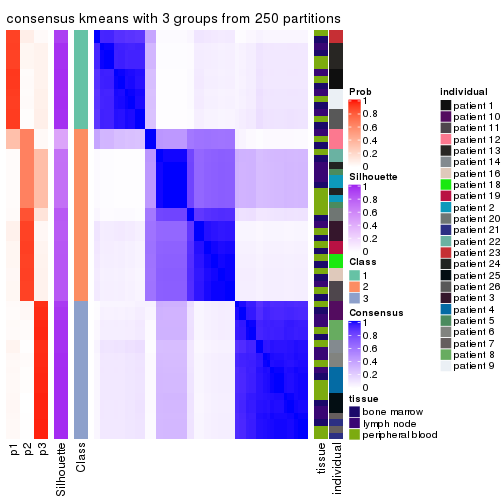 consensus kmeans with 3 groups from 250 partitions
Prob
1
0.8
0.6
0.4
0.2
0
Silhouette
1
0.8
0.6
0.4
0.2
0
Class
1
2
3
Consensus
1
0.8
0.6
0.4
0.2
0
tissue
bone marrow
lymph node
peripheral blood
individual
patient 1
patient 10
patient 11
patient 12
patient 13
patient 14
patient 16
patient 18
patient 19
patient 2
patient 20
patient 21
patient 22
patient 23
patient 24
patient 25
patient 26
patient 3
patient 4
patient 5
patient 6
patient 7
patient 8
patient 9
p1
p2
p3
Silhouette
Class
tissue
individual